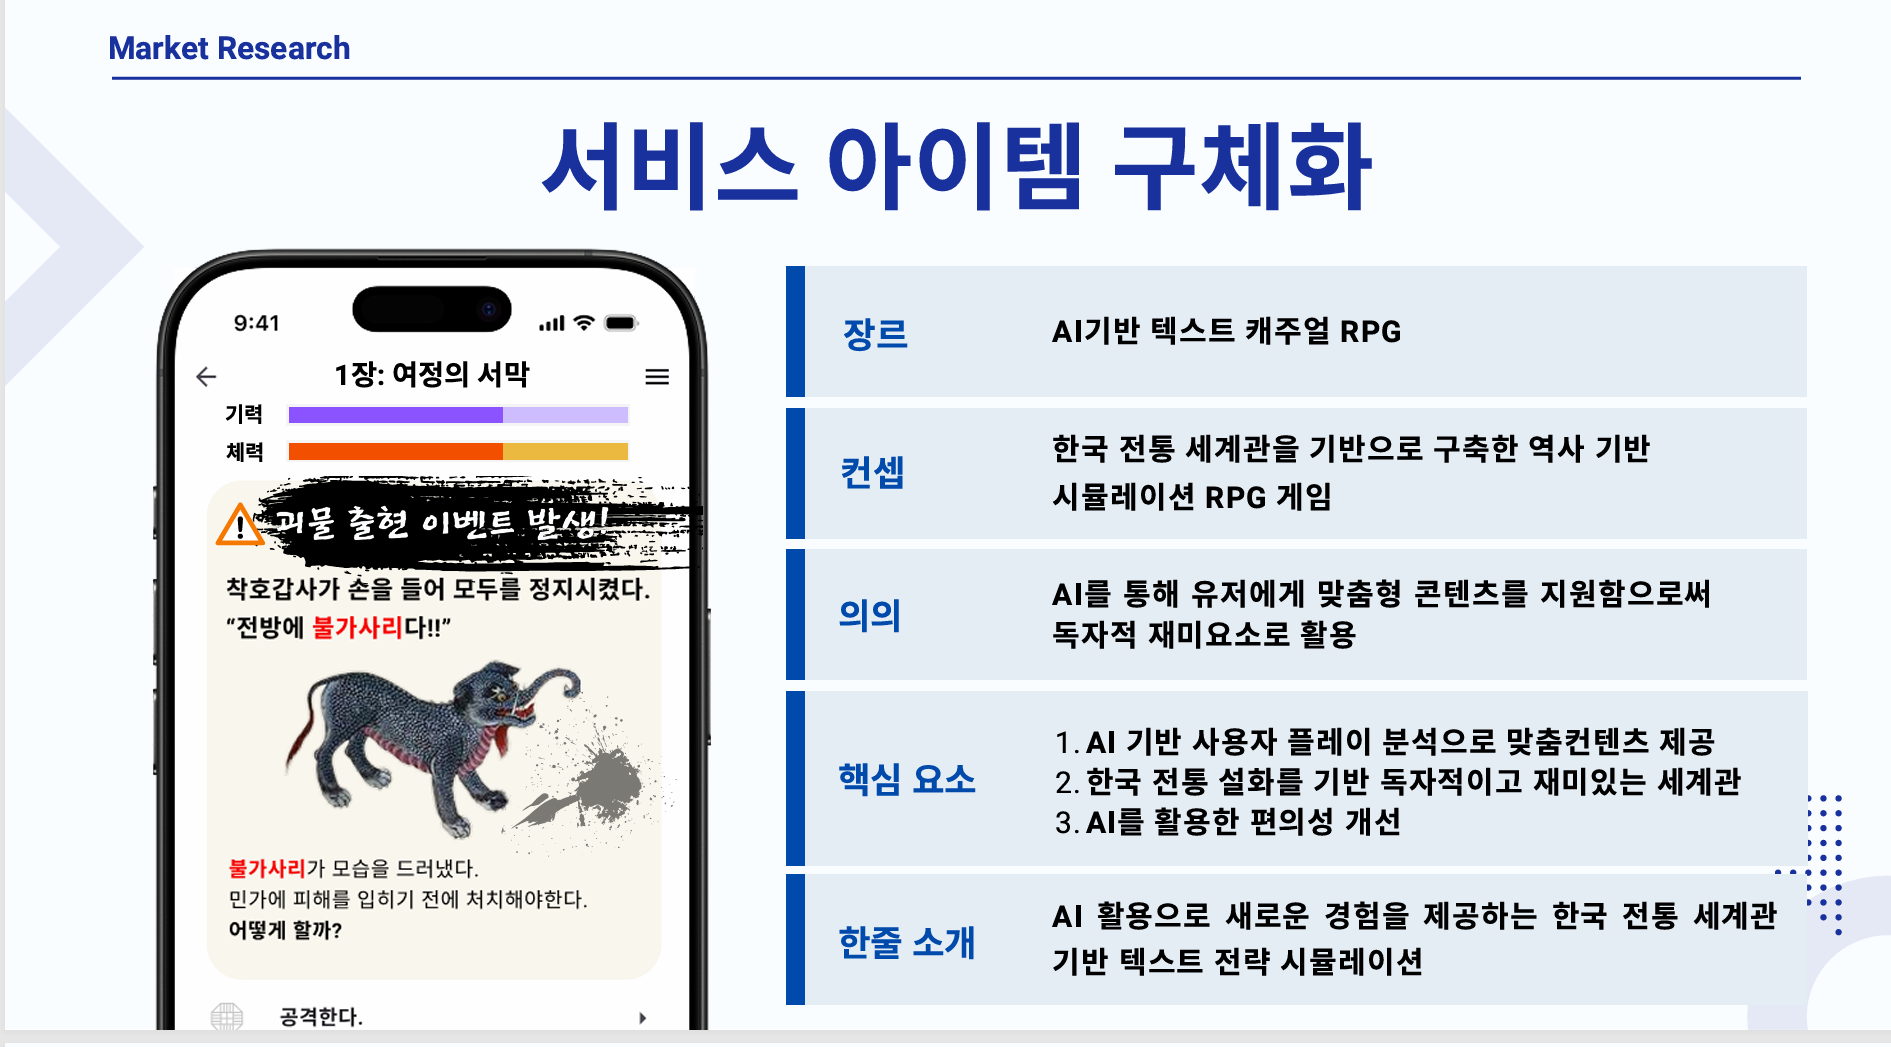 Market Research
서비스 아이템 구체화
9:41
1장: 여정의 서막
기력
체력
괴물 출현 이벤트 발생!
착호갑사가 손을 들어 모두를 정지시켰다.
“전방에 불가사리다!!”
불가사리가 모습을 드러냈다.
민가에 피해를 입히기 전에 처치해야한다.
어떻게 할까?
공격한다.
장르
AI기반 텍스트 캐주얼 RPG
컨셉
한국 전통 세계관을 기반으로 구축한 역사 기반
시뮬레이션 RPG 게임
의의
AI를 통해 유저에게 맞춤형 콘텐츠를 지원함으로써
독자적 재미요소로 활용
핵심 요소
1. AI 기반 사용자 플레이 분석으로 맞춤컨텐츠 제공
2. 한국 전통 설화를 기반 독자적이고 재미있는 세계관
3. AI를 활용한 편의성 개선
한줄 소개
AI 활용으로 새로운 경험을 제공하는 한국 전통 세계관
기반 텍스트 전략 시뮬레이션